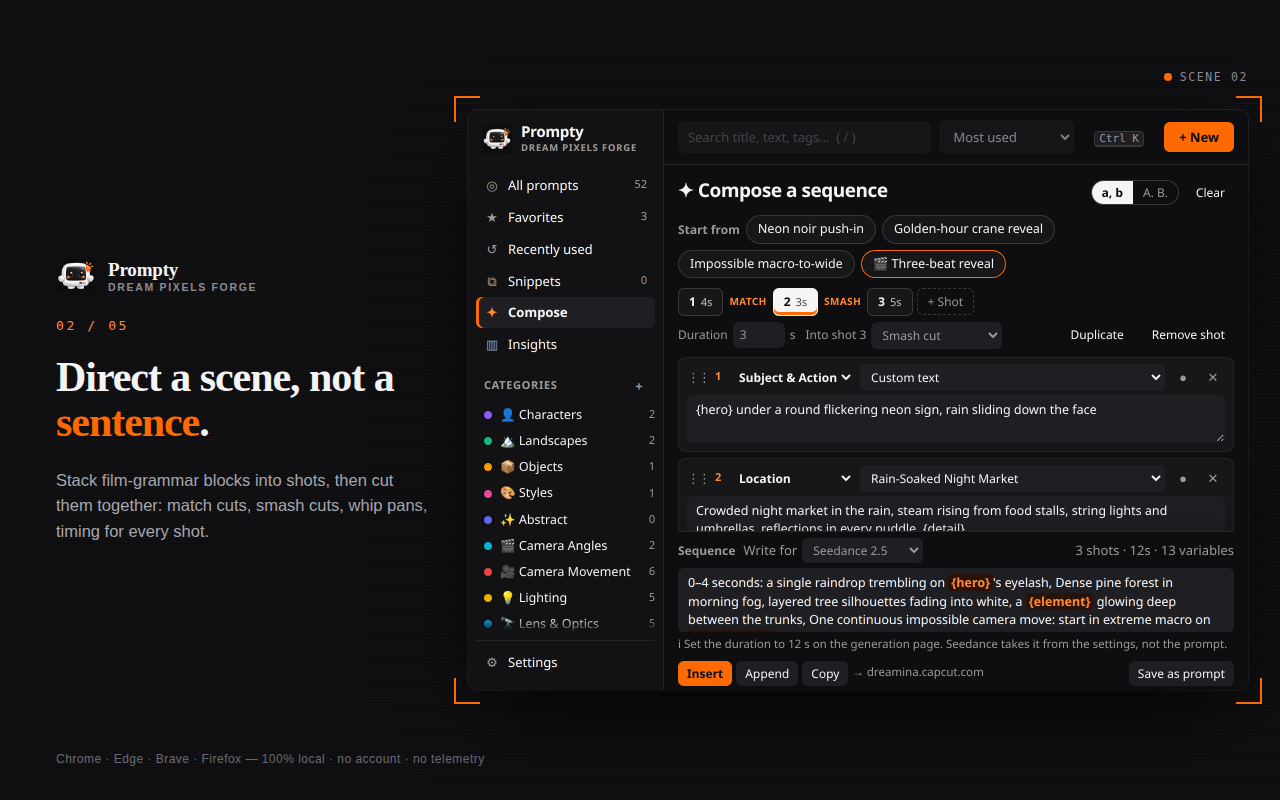 SCENE 02
Prompty
DREAM PIXELS FORGE
02 / 05
Direct a scene, not a
sentence.
Stack film-grammar blocks into shots, then cut
them together: match cuts, smash cuts, whip pans,
timing for every shot.
Chrome · Edge · Brave · Firefox — 100% local · no account · no telemetry
Prompty
DREAM PIXELS FORGE
All prompts 52
Favorites 3
Recently used
Snippets 0
Compose
Insights
CATEGORIES +
Characters 2
Landscapes 2
Objects 1
Styles 1
Abstract 0
Camera Angles 2
Camera Movement 6
Lighting 5
Lens & Optics 5
Settings
Search title, text, tags… ( / ) Most used Ctrl K + New
Compose a sequence a, b A. B. Clear
Start from Neon noir push-in Golden-hour crane reveal
Impossible macro-to-wide Three-beat reveal
1 4s MATCH 2 3s SMASH 3 5s + Shot
Duration 3 s Into shot 3 Smash cut Duplicate Remove shot
1 Subject & Action Custom text
{hero} under a round flickering neon sign, rain sliding down the face
2 Location Rain-Soaked Night Market
Crowded night market in the rain, steam rising from food stalls, string lights and
umbrellas, reflections in every puddle, {detail}
Sequence Write for Seedance 2.5 3 shots · 12s · 13 variables
0–4 seconds: a single raindrop trembling on {hero}'s eyelash, Dense pine forest in
morning fog, layered tree silhouettes fading into white, a {element} glowing deep
between the trunks, One continuous impossible camera move: start in extreme macro on
i Set the duration to 12 s on the generation page. Seedance takes it from the settings, not the prompt.
Insert Append Copy → dreamina.capcut.com Save as prompt